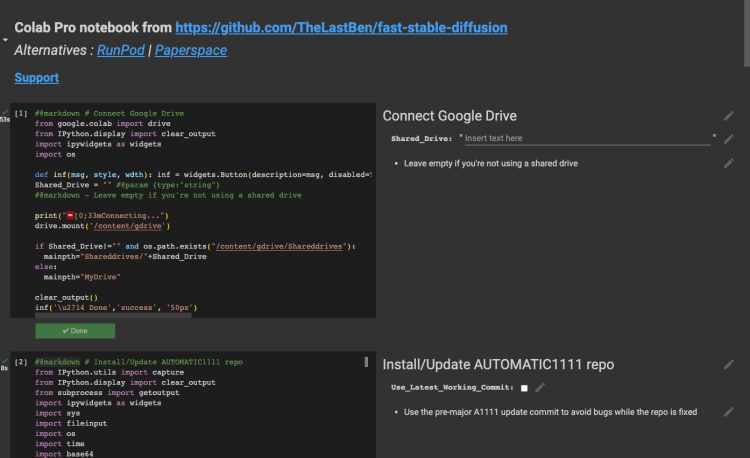 Colab Pro notebook from https://github.com/TheLastBen/fast-stable-diffusion
Alternatives : RunPod | Paperspace
Support
53s
[1]
##markdown # Connect Google Drive
from google.colab import drive
from IPython.display import clear_output
import ipywidgets as widgets
import os
def inf(msg, style, wdth): inf = widgets.Button(description=msg, disabled=
Shared_Drive = "" #@param {type:"string"}
##markdown - Leave empty if you're not using a shared drive
print("[0;33mConnecting...")
drive.mount('/content/gdrive')
if Shared_Drive!="" and os.path.exists("/content/gdrive/Shareddrives"):
mainpth="Shareddrives/"+Shared_Drive
else:
mainpth="MyDrive"
clear_output()
inf('\u2714 Done','success', '50px')
Connect Google Drive
Shared_Drive: " Insert text here "
• Leave empty if you're not using a shared drive
✔ Done
8s
[2]
##markdown # Install/Update AUTOMATIC1111 repo
from IPython.utils import capture
from IPython.display import clear_output
from subprocess import getoutput
import ipywidgets as widgets
import sys
import fileinput
import os
import time
import base64
Install/Update AUTOMATIC1111 repo
Use_Latest_Working_Commit:
• Use the pre-major A1111 update commit to avoid bugs while the repo is fixed